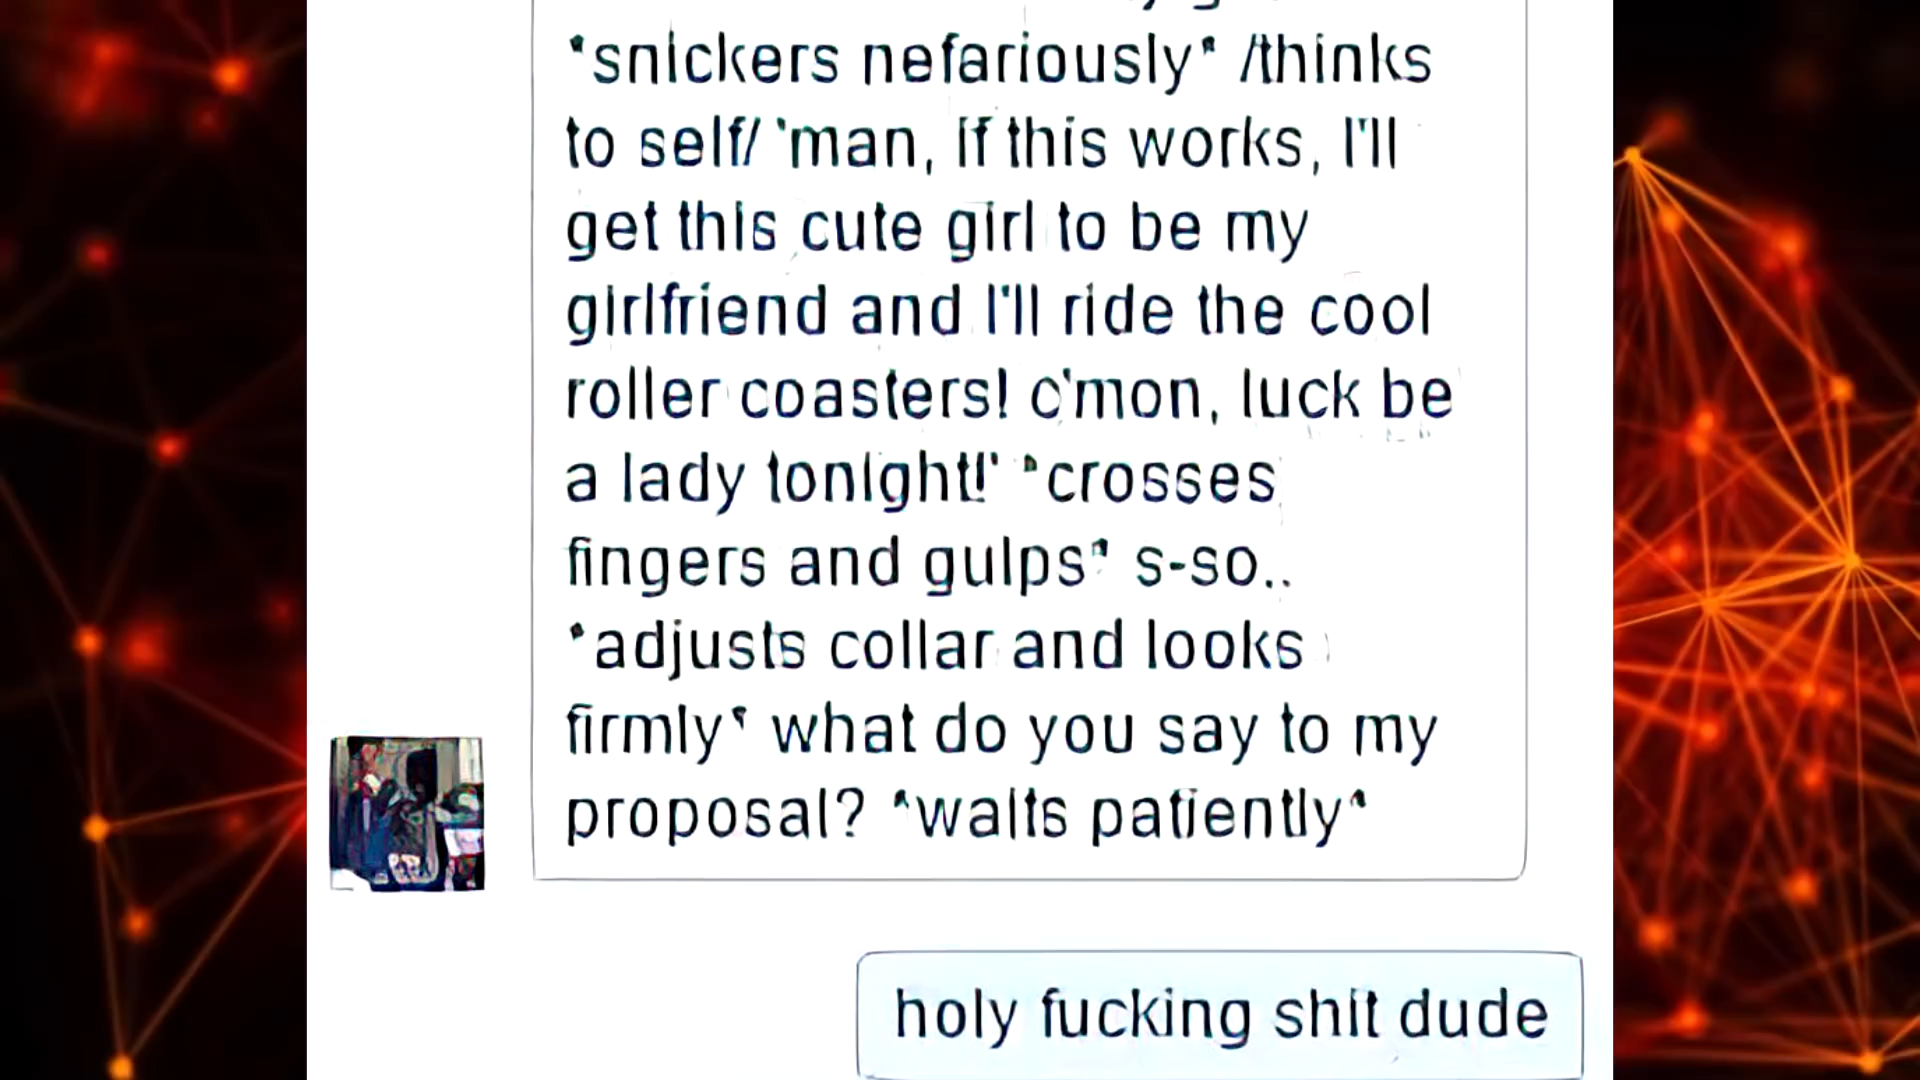 *snickers nefariously* /thinks
to self/ 'man, if this works, I'll
get this cute girl to be my
girlfriend and I'll ride the cool
roller coasters! c'mon, luck be
a lady tonight!' *crosses
fingers and gulps* s-so..
*adjusts collar and looks
firmly* what do you say to my
proposal? *waits patiently*
holy fucking shit dude